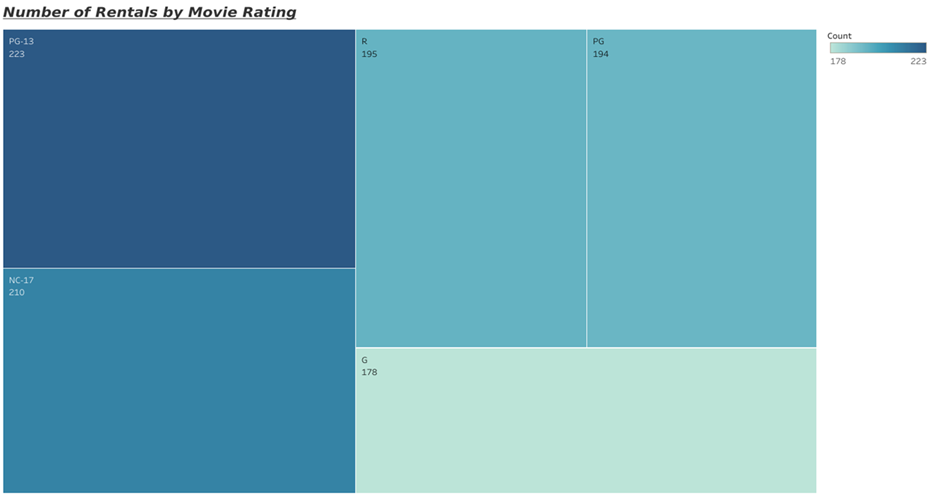 Number of Rentals by Movie Rating
PG-13
223
R
195
PG
194
Count
178 223
NC-17
210
G
178